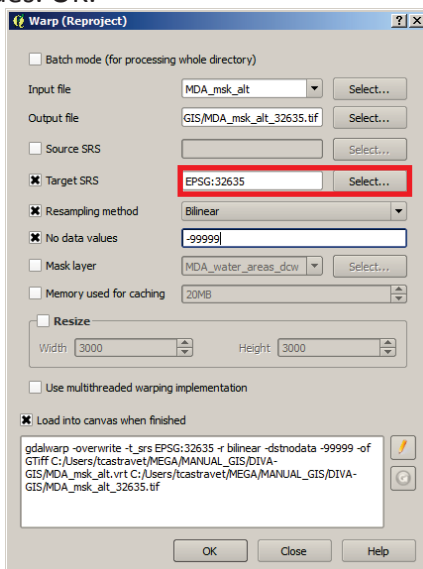 Warp (Reproject)
Batch mode (for processing whole directory)
Input file MDA_msk_alt Select...
Output file GIS/MDA_msk_alt_32635.tif Select...
Source SRS Select...
Target SRS EPSG:32635 Select...
Resampling method Bilinear
No data values -99999
Mask layer MDA_water_areas_dcw Select...
Memory used for caching 20MB
Resize
Width 3000 Height 3000
Use multithreaded warping implementation
Load into canvas when finished
gdalwarp -overwrite -t_srs EPSG:32635 -r bilinear -dstnodata -99999 -of
GTiff C:/Users/tcastravet/MEGA/MANUAL_GIS/DIVA-
GIS/MDA_msk_alt.vrt C:/Users/tcastravet/MEGA/MANUAL_GIS/DIVA-
GIS/MDA_msk_alt_32635.tif
OK Close Help